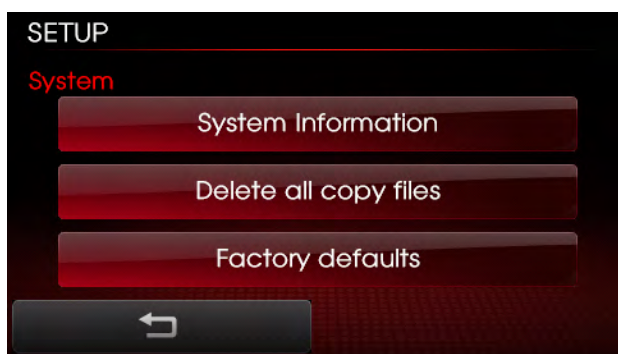 SETUP
System
System Information
Delete all copy files
Factory defaults